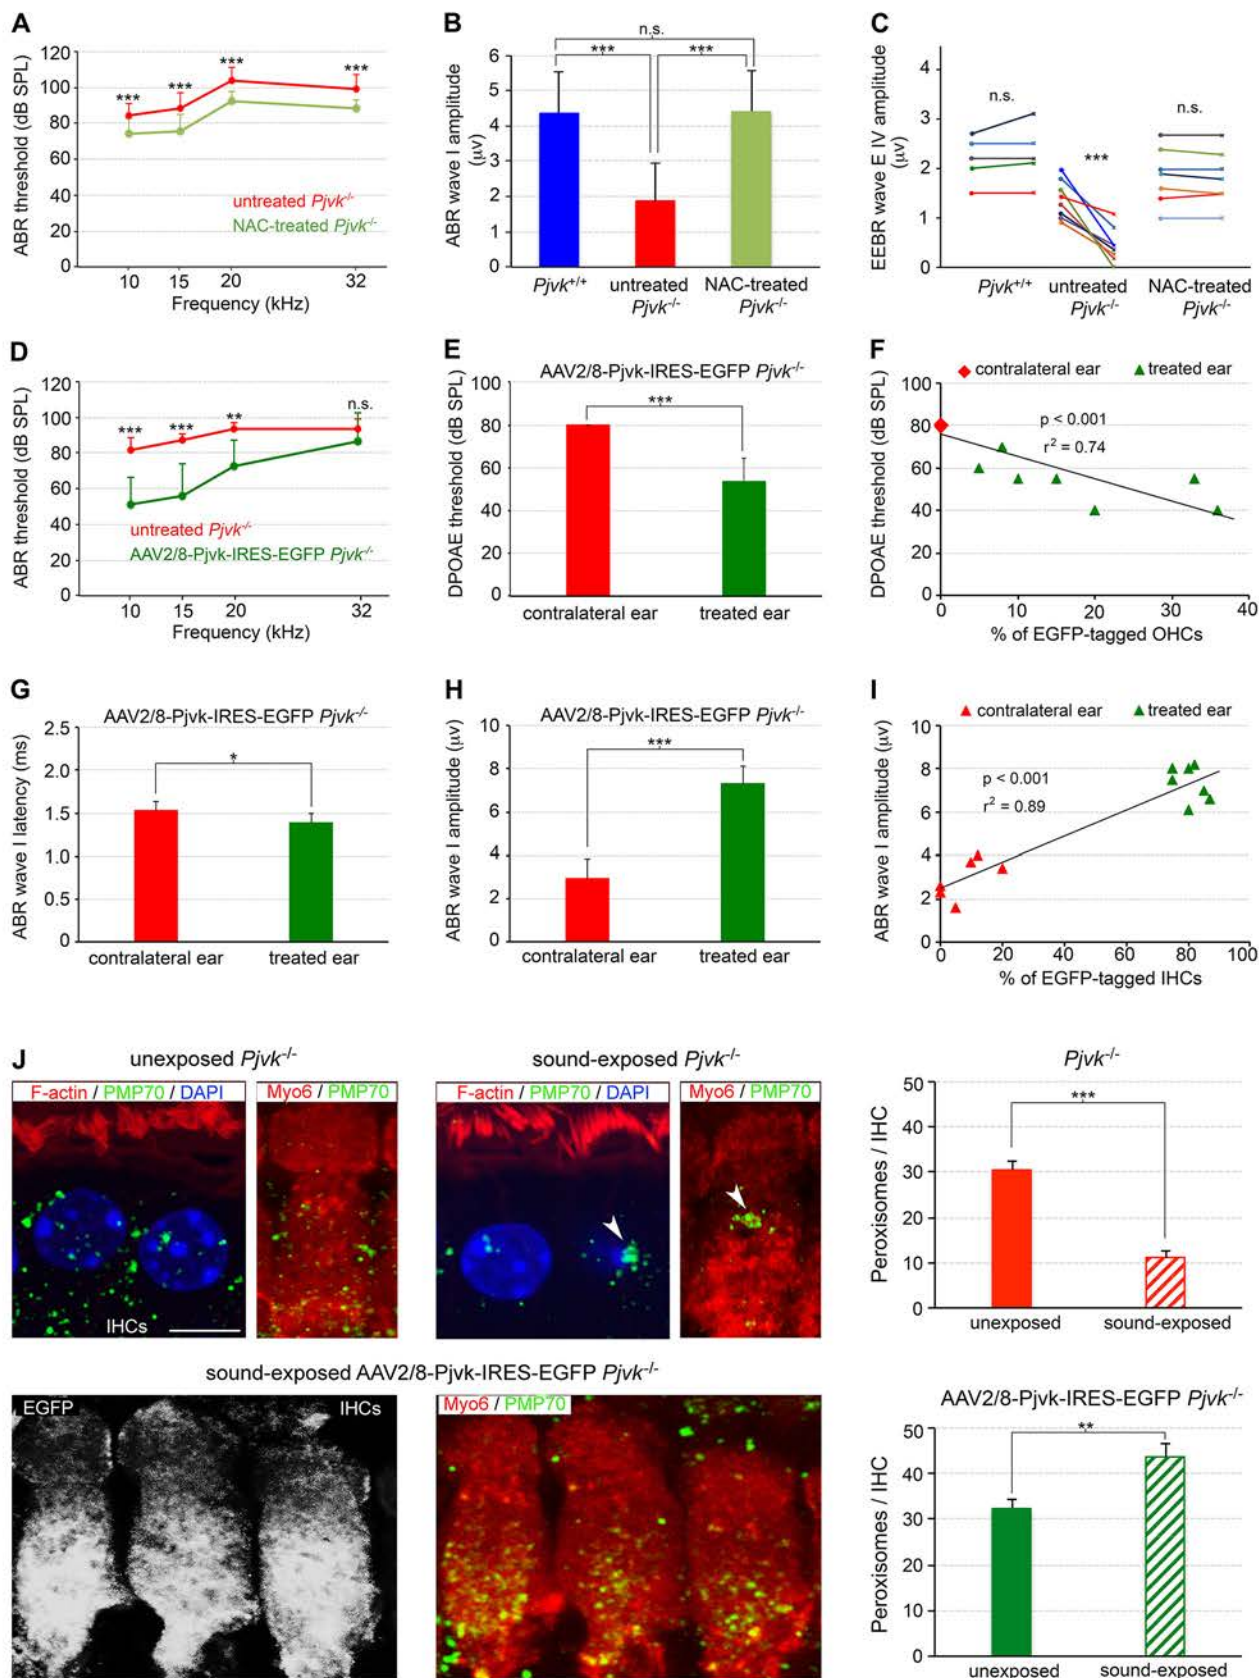 A
ABR threshold (dB SPL)
120
100
80
60
40
20
0
***
***
***
***
untreated Pjvk-/-
NAC-treated Pjvk-/-
10 15 20 32
Frequency (kHz)
B
ABR wave I amplitude
(µv)
6
5
4
3
2
1
0
n.s.
*** ***
Pjvk+/+ untreated NAC-treated
Pjvk-/- Pjvk-/-
C
EEBR wave E IV amplitude
(µv)
4
3
2
1
0
n.s.
***
n.s.
Pjvk+/+ untreated NAC-treated
Pjvk-/- Pjvk-/-
D
ABR threshold (dB SPL)
120
100
80
60
40
20
0
***
***
**
n.s.
untreated Pjvk-/-
AAV2/8-Pjvk-IRES-EGFP Pjvk-/-
10 15 20 32
Frequency (kHz)
E
AAV2/8-Pjvk-IRES-EGFP Pjvk-/-
DPOAE threshold (dB SPL)
100
80
60
40
20
0
***
contralateral ear treated ear
F
contralateral ear treated ear
DPOAE threshold (dB SPL)
100
80
60
40
20
0
p < 0.001
r2 = 0.74
0 10 20 30 40
% of EGFP-tagged OHCs
G
AAV2/8-Pjvk-IRES-EGFP Pjvk-/-
ABR wave I latency (ms)
2.5
2.0
1.5
1.0
0.5
0
*
contralateral ear treated ear
H
AAV2/8-Pjvk-IRES-EGFP Pjvk-/-
ABR wave I amplitude (µv)
10
8
6
4
2
0
***
contralateral ear treated ear
I
contralateral ear treated ear
ABR wave I amplitude (µv)
10
8
6
4
2
0
p < 0.001
r2 = 0.89
0 20 40 60 80 100
% of EGFP-tagged IHCs
J
unexposed Pjvk-/-
F-actin / PMP70 / DAPI
IHCs
Myo6 / PMP70
sound-exposed Pjvk-/-
F-actin / PMP70 / DAPI
Myo6 / PMP70
Pjvk-/-
Peroxisomes / IHC
50
40
30
20
10
0
***
unexposed sound-exposed
sound-exposed AAV2/8-Pjvk-IRES-EGFP Pjvk-/-
EGFP IHCs
Myo6 / PMP70
AAV2/8-Pjvk-IRES-EGFP Pjvk-/-
Peroxisomes / IHC
50
40
30
20
10
0
**
unexposed sound-exposed